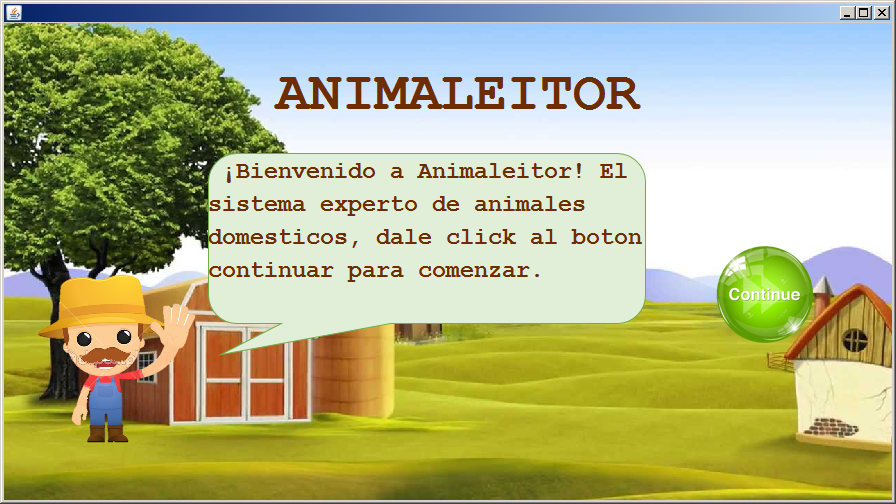 ANIMALEITOR
¡Bienvenido a Animaleitor! El
sistema experto de animales
domesticos, dale click al boton
continuar para comenzar.
Continue